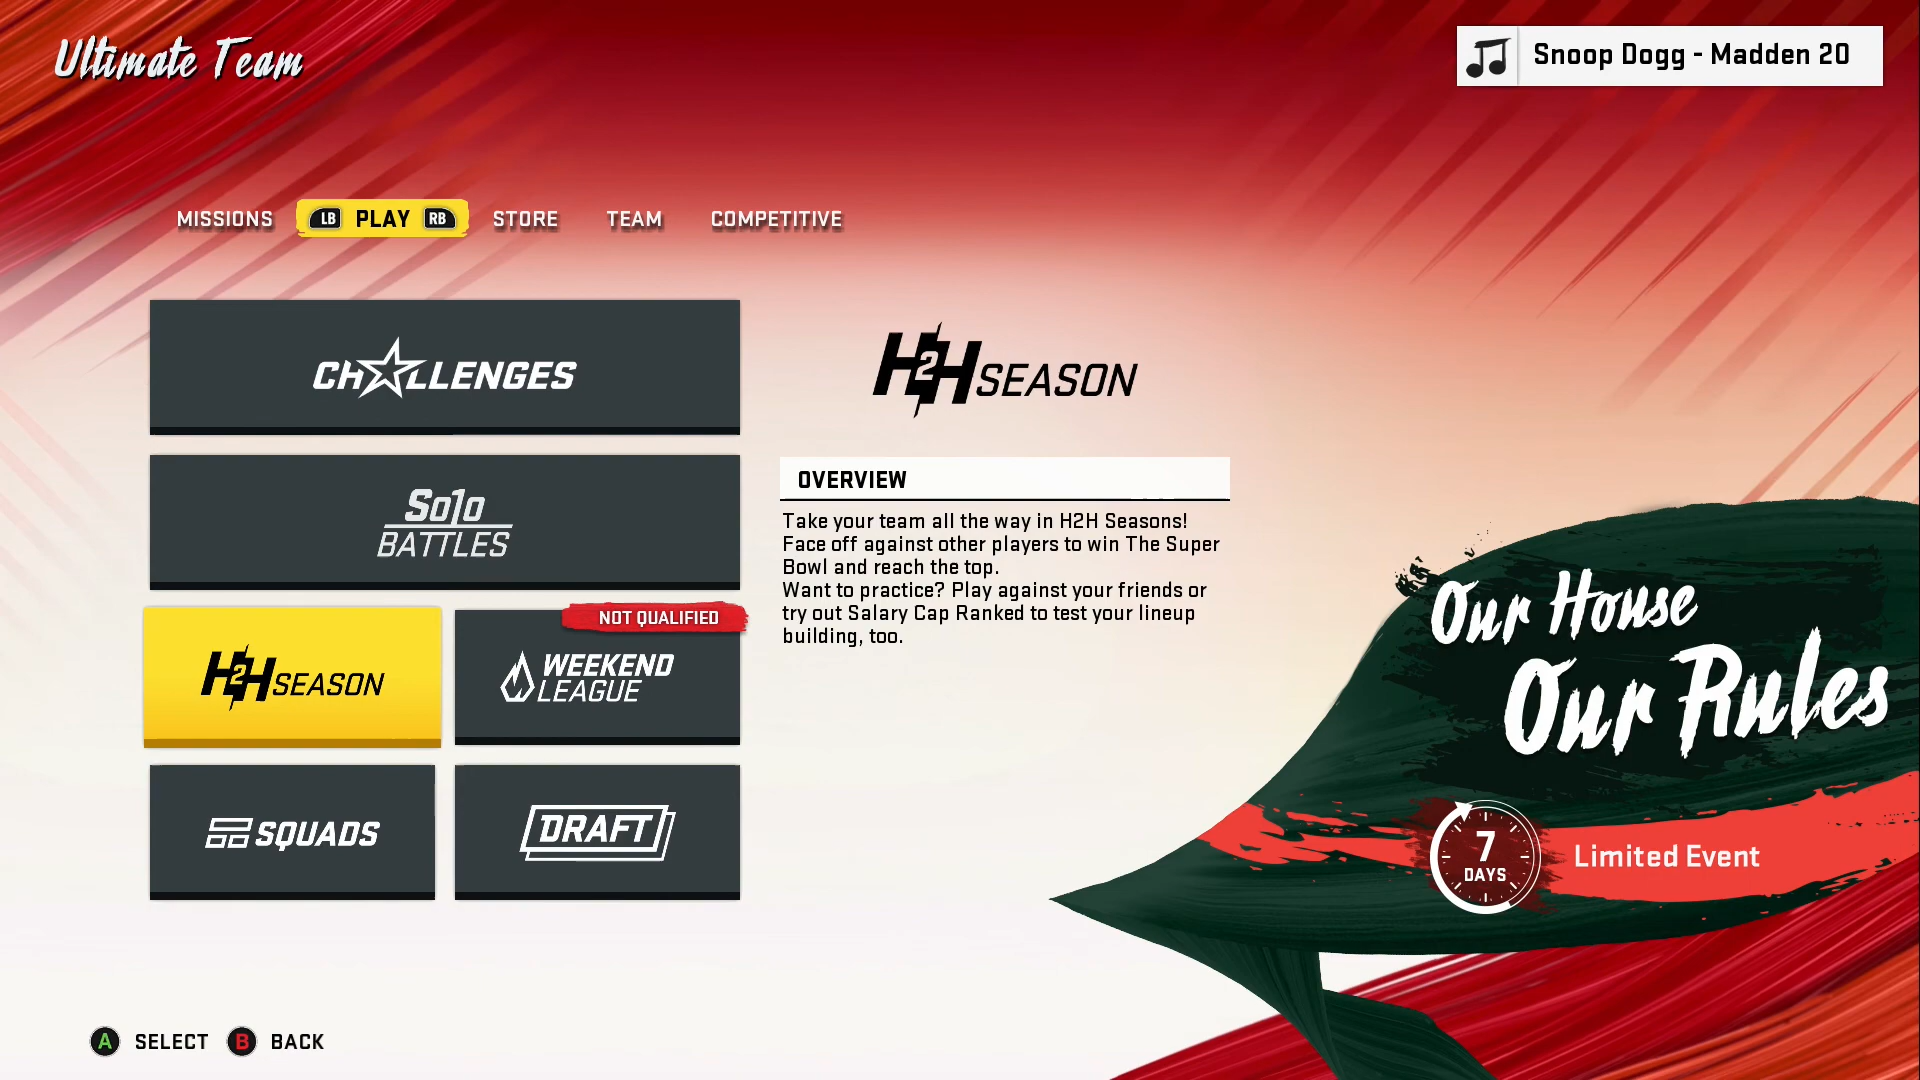 Ultimate Team
Snoop Dogg - Madden 20
MISSIONS LB PLAY RB STORE TEAM COMPETITIVE
CHALLENGES
Solo
BATTLES
H2H SEASON
NOT QUALIFIED
WEEKEND
LEAGUE
SQUADS
DRAFT
H2H SEASON
OVERVIEW
Take your team all the way in H2H Seasons!
Face off against other players to win The Super
Bowl and reach the top.
Want to practice? Play against your friends or
try out Salary Cap Ranked to test your lineup
building, too.
Our House
Our Rules
7
DAYS
Limited Event
A SELECT B BACK